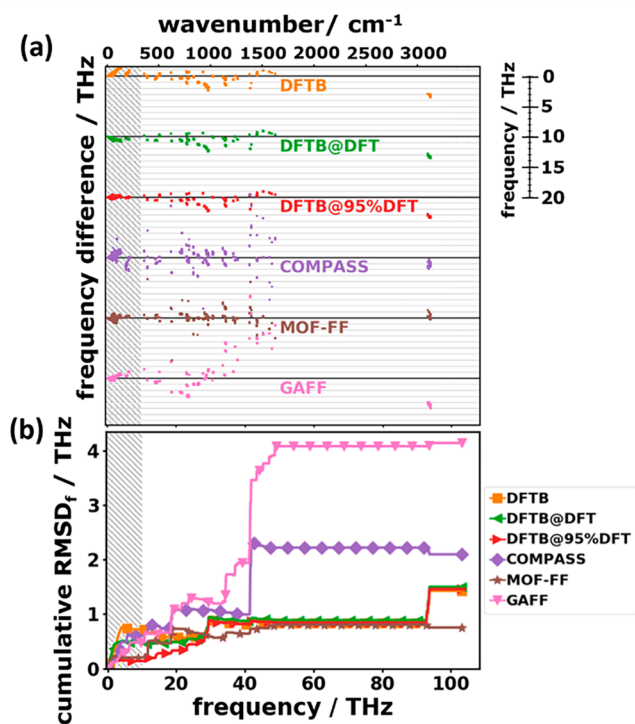 wavenumber/ cm⁻¹
(a)
0 500 1000 1500 2000 2500 3000
frequency difference / THz
DFTB
DFTB@DFT
DFTB@95%DFT
COMPASS
MOF-FF
GAFF
frequency / THz
0
5
10
15
20
(b)
cumulative RMSD_f / THz
4
3
2
1
0
0 20 40 60 80 100
frequency / THz
DFTB
DFTB@DFT
DFTB@95%DFT
COMPASS
MOF-FF
GAFF